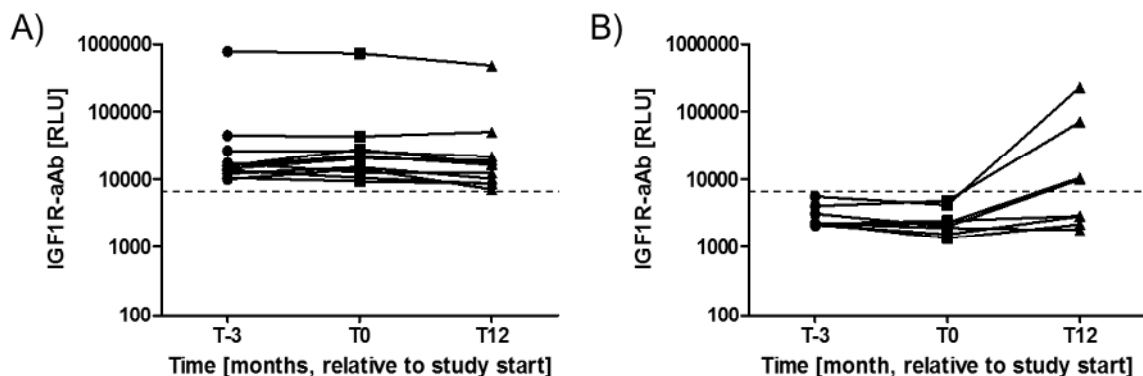 A)
IGF1R-aAb [RLU]
1000000
100000
10000
1000
100
T-3 T0 T12
Time [months, relative to study start]
B)
IGF1R-aAb [RLU]
1000000
100000
10000
1000
100
T-3 T0 T12
Time [month, relative to study start]